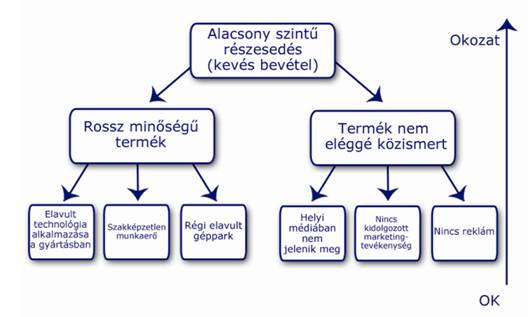 Alacsony szintű
részesedés
(kevés bevétel)
Okozat
Rossz minőségű
termék
Termék nem
eléggé közismert
Elavult
technológia
alkalmazása
a gyártásban
Szakképzetlen
munkaerő
Régi elavult
géppark
Helyi
médiában
nem
jelenik meg
Nincs
kidolgozott
marketing-
tevékenység
Nincs reklám
OK